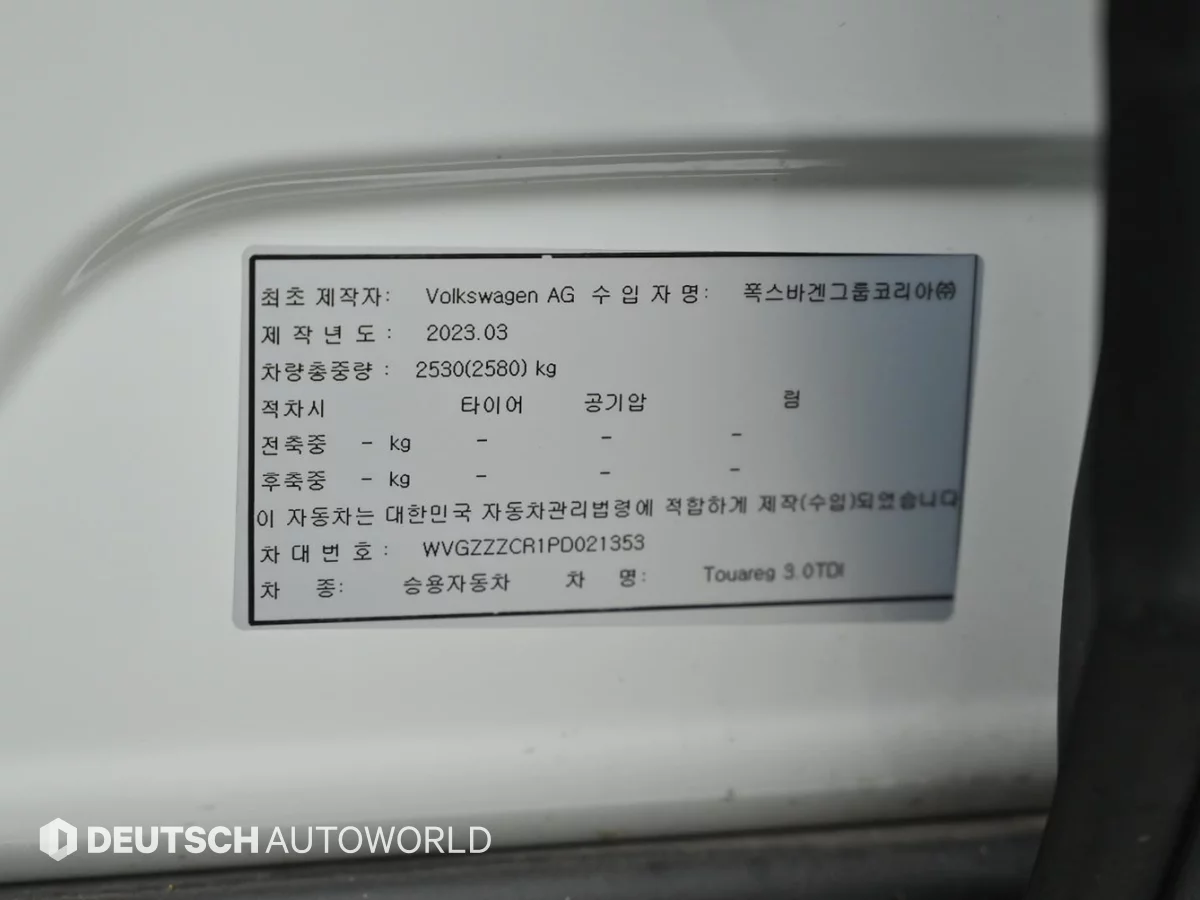 최초 제작자: Volkswagen AG 수 입 자 명: 폭스바겐그룹코리아㈜
제 작 년 도 : 2023.03
차량총중량 : 2530(2580) kg
적차시 타이어 공기압 림
전축중 - kg - - -
후축중 - kg - - -
이 자동차는 대한민국 자동차관리법령에 적합하게 제작(수입)되였습니다
차 대 번 호 : WVGZZZCR1PD021353
차 종: 승용자동차 차 명: Touareg 3.0TDI
DEUTSCH AUTOWORLD